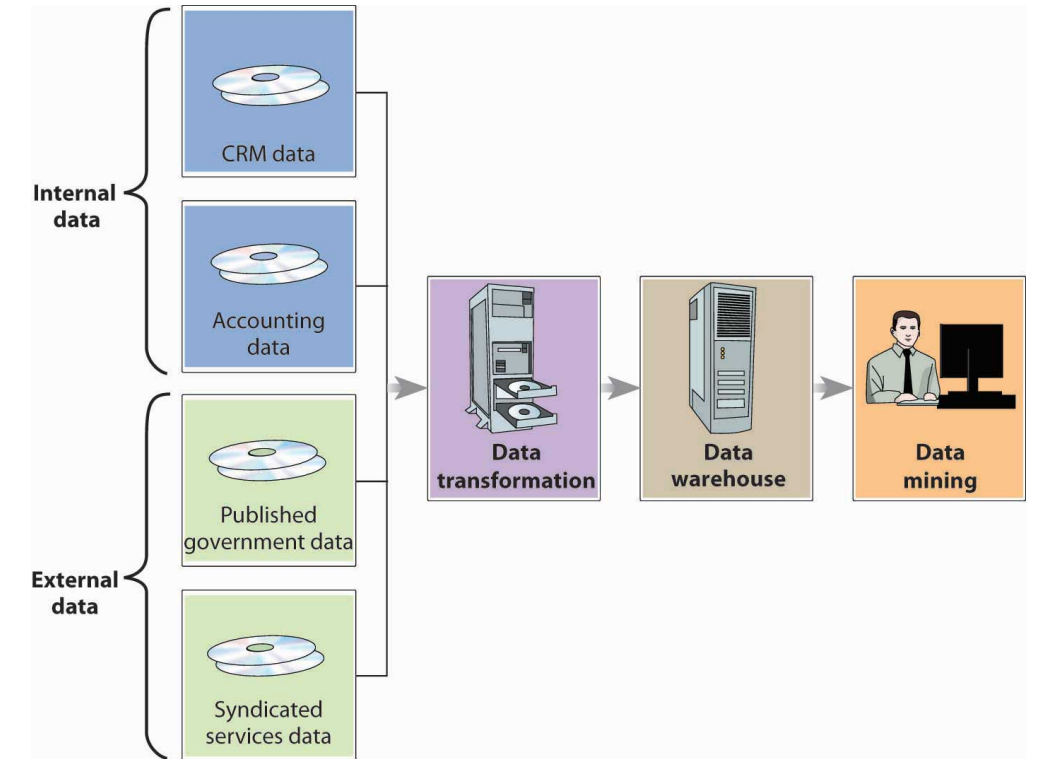 CRM data
Internal
data
Accounting
data
Data
transformation
Data
warehouse
Data
mining
Published
government data
External
data
Syndicated
services data